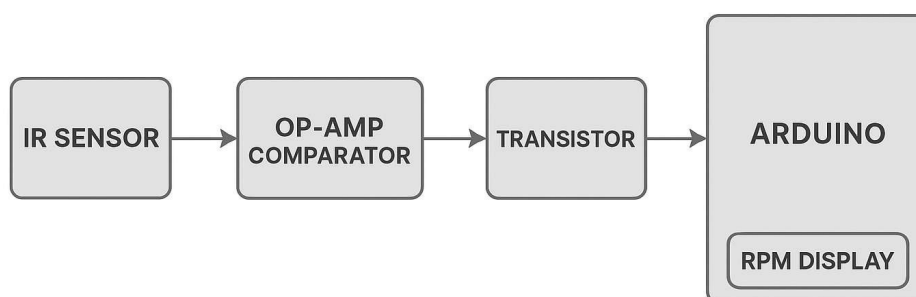 IR SENSOR
OP-AMP
COMPARATOR
TRANSISTOR
ARDUINO
RPM DISPLAY